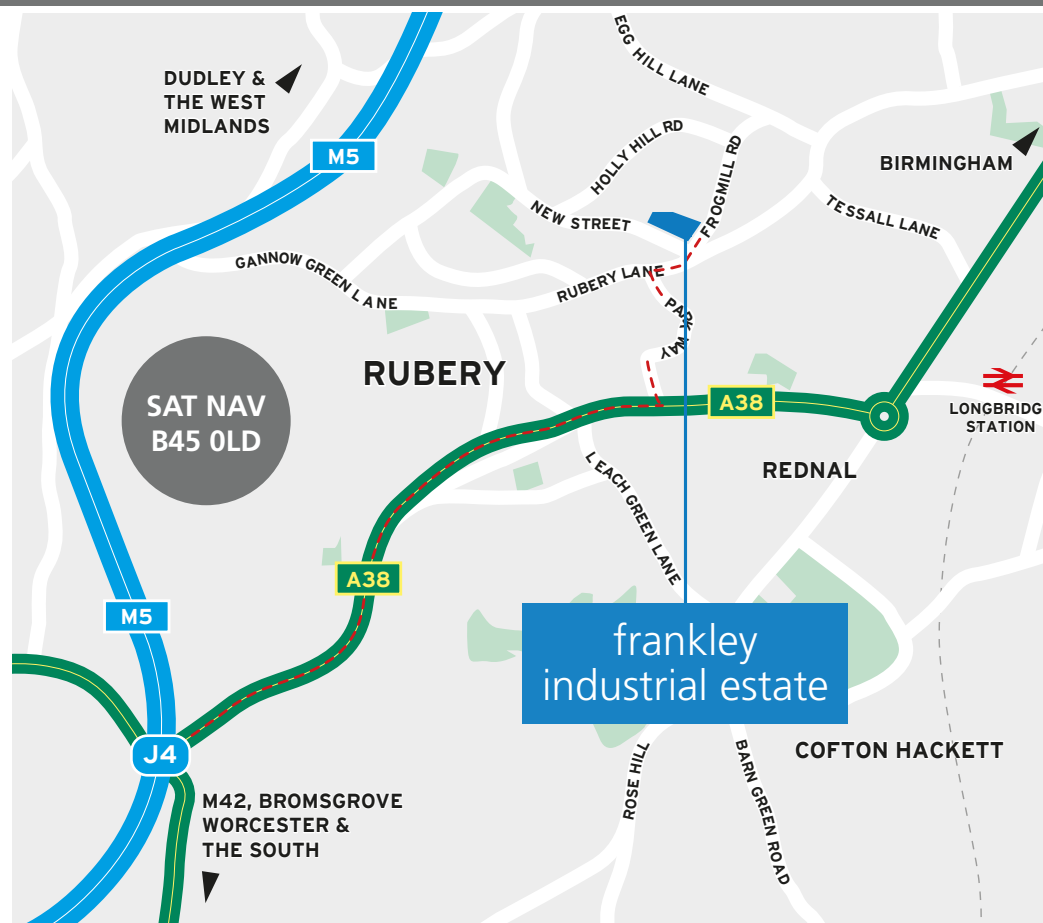 EGG HILL LANE
DUDLEY &
THE WEST
MIDLANDS
M5
HOLLY HILL RD
FROGMILL RD
BIRMINGHAM
NEW STREET
TESSALL LANE
GANNOW GREEN LANE
RUBERY LANE
PARK WAY
RUBERY
SAT NAV
B45 0LD
A38
LONGBRIDG
STATION
REDNAL
LEACH GREEN LANE
A38
M5
frankley
industrial estate
J4
COFTON HACKETT
ROSE HILL
BARN GREEN ROAD
M42, BROMSGROVE
WORCESTER &
THE SOUTH